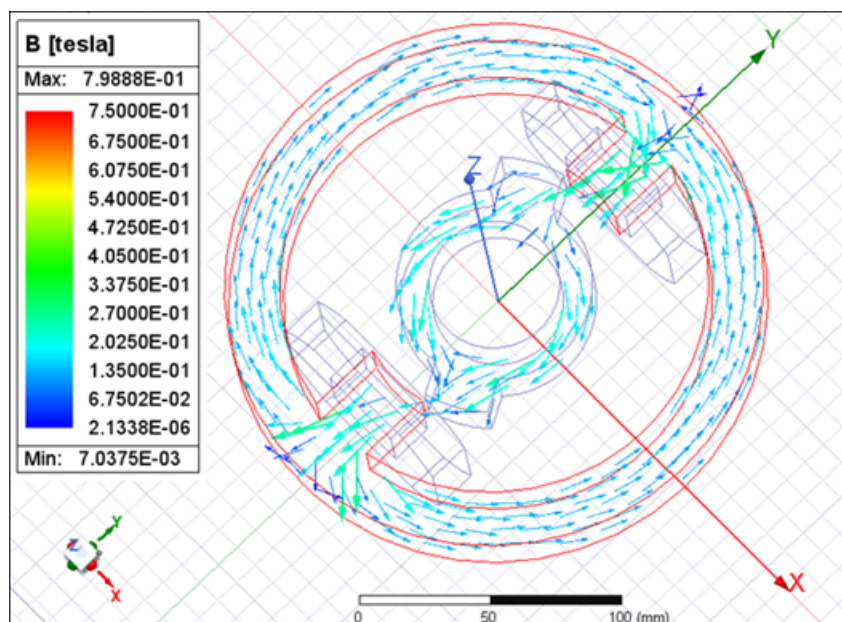 B [tesla]
Max: 7.9888E-01
7.5000E-01
6.7500E-01
6.0750E-01
5.4000E-01
4.7250E-01
4.0500E-01
3.3750E-01
2.7000E-01
2.0250E-01
1.3500E-01
6.7502E-02
2.1338E-06
Min: 7.0375E-03
Y
Z
X
Y
Z
X
0 50 100 (mm)